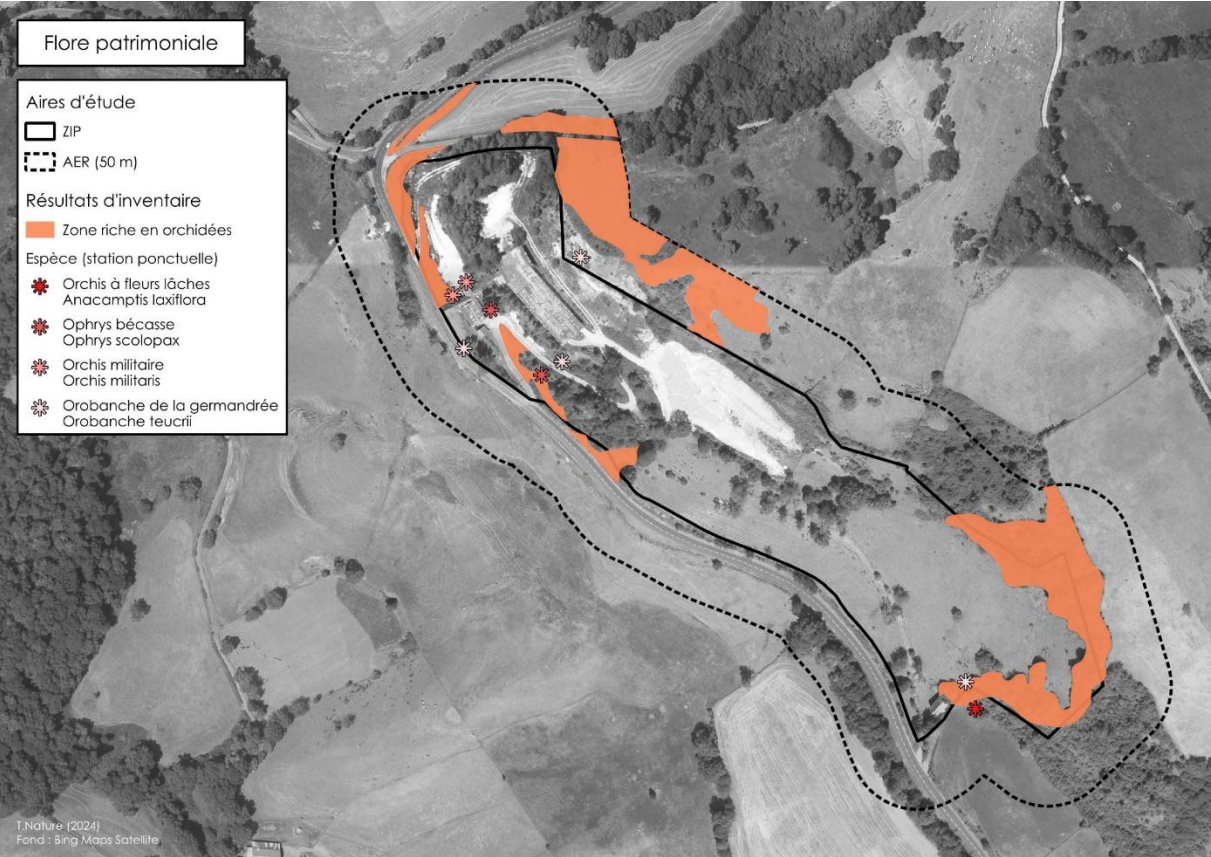 Flore patrimoniale
Aires d'étude
ZIP
AER (50 m)
Résultats d'inventaire
Zone riche en orchidées
Espèce (station ponctuelle)
Orchis à fleurs lâches
Anacamptis laxiflora
Ophrys bécasse
Ophrys scolopax
Orchis militaire
Orchis militaris
Orobanche de la germandrée
Orobanche teucrii
T.Nature (2024)
Fond : Bing Maps Satellite